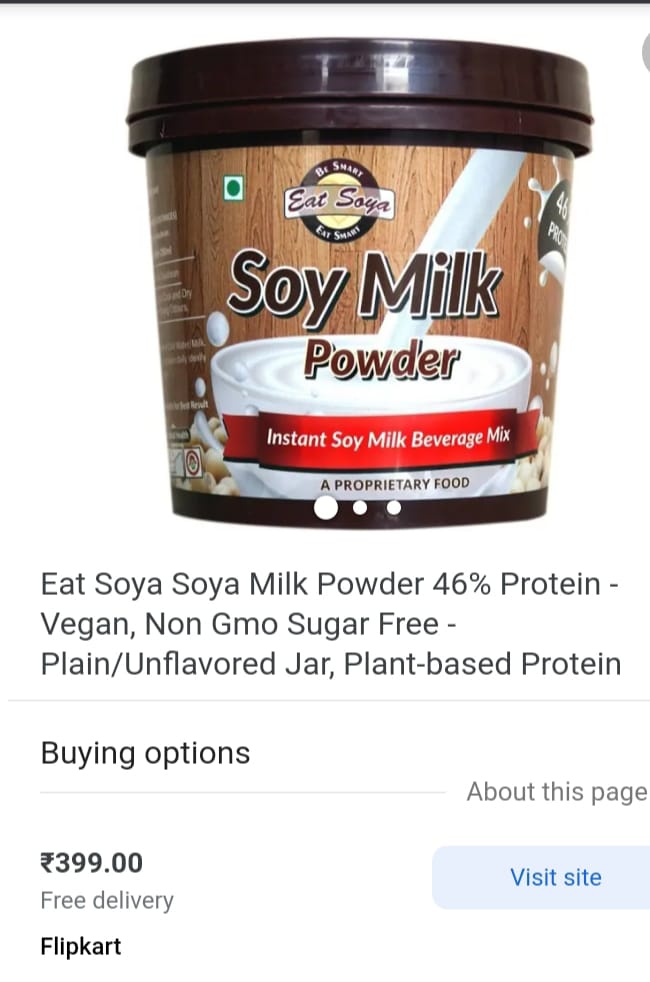 BE SMART
Eat Soya
EAT SMART
46
Soy Milk
Powder
Instant Soy Milk Beverage Mix
A PROPRIETARY FOOD
Eat Soya Soya Milk Powder 46% Protein -
Vegan, Non Gmo Sugar Free -
Plain/Unflavored Jar, Plant-based Protein
Buying options
About this page
₹399.00
Visit site
Free delivery
Flipkart